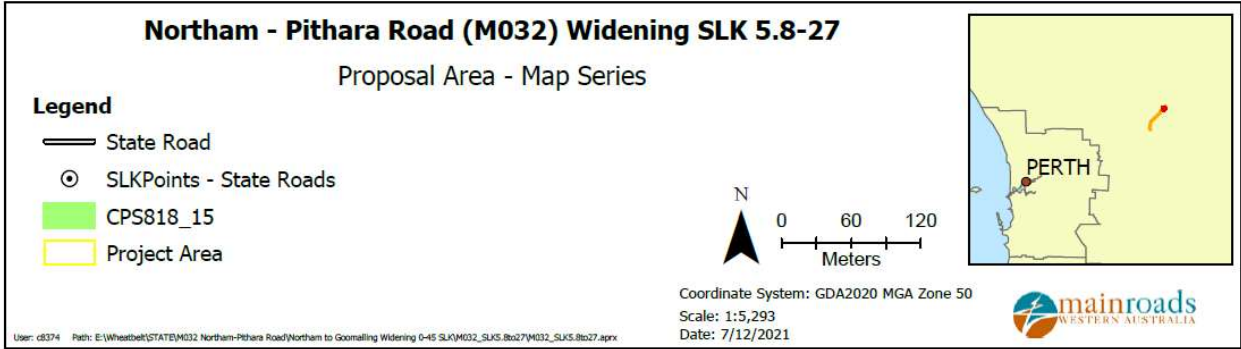 Northam - Pithara Road (M032) Widening SLK 5.8-27
Proposal Area - Map Series
Legend
State Road
SLKPoints - State Roads
CPS818_15
Project Area
N
0 60 120
Meters
PERTH
Coordinate System: GDA2020 MGA Zone 50
Scale: 1:5,293
Date: 7/12/2021
mainroads
WESTERN AUSTRALIA
User: c8374 Path: E:\Wheatbelt\STATE\M032 Northam-Pithara Road\Northam to Goomalling Widening 0-45 SLK\M032_SLK5.8to27\M032_SLK5.8to27.aprx